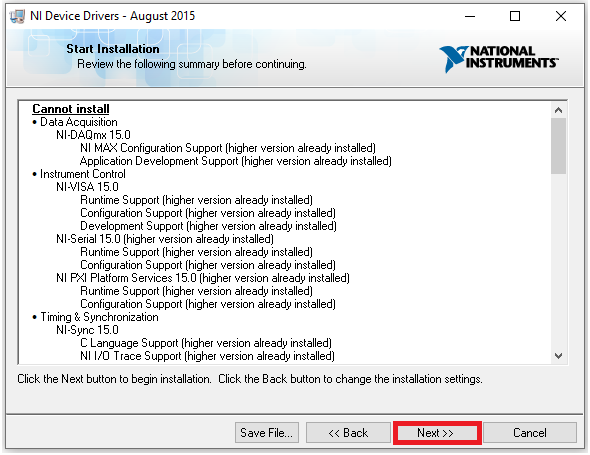 NI Device Drivers - August 2015
Start Installation
Review the following summary before continuing.
NATIONAL
INSTRUMENTS
Cannot install
• Data Acquisition
NI-DAQmx 15.0
NI MAX Configuration Support (higher version already installed)
Application Development Support (higher version already installed)
• Instrument Control
NI-VISA 15.0
Runtime Support (higher version already installed)
Configuration Support (higher version already installed)
Development Support (higher version already installed)
NI-Serial 15.0 (higher version already installed)
Runtime Support (higher version already installed)
Configuration Support (higher version already installed)
NI PXI Platform Services 15.0 (higher version already installed)
Runtime Support (higher version already installed)
Configuration Support (higher version already installed)
• Timing & Synchronization
NI-Sync 15.0
C Language Support (higher version already installed)
NI I/O Trace Support (higher version already installed)
Click the Next button to begin installation. Click the Back button to change the installation settings.
Save File... << Back Next >> Cancel